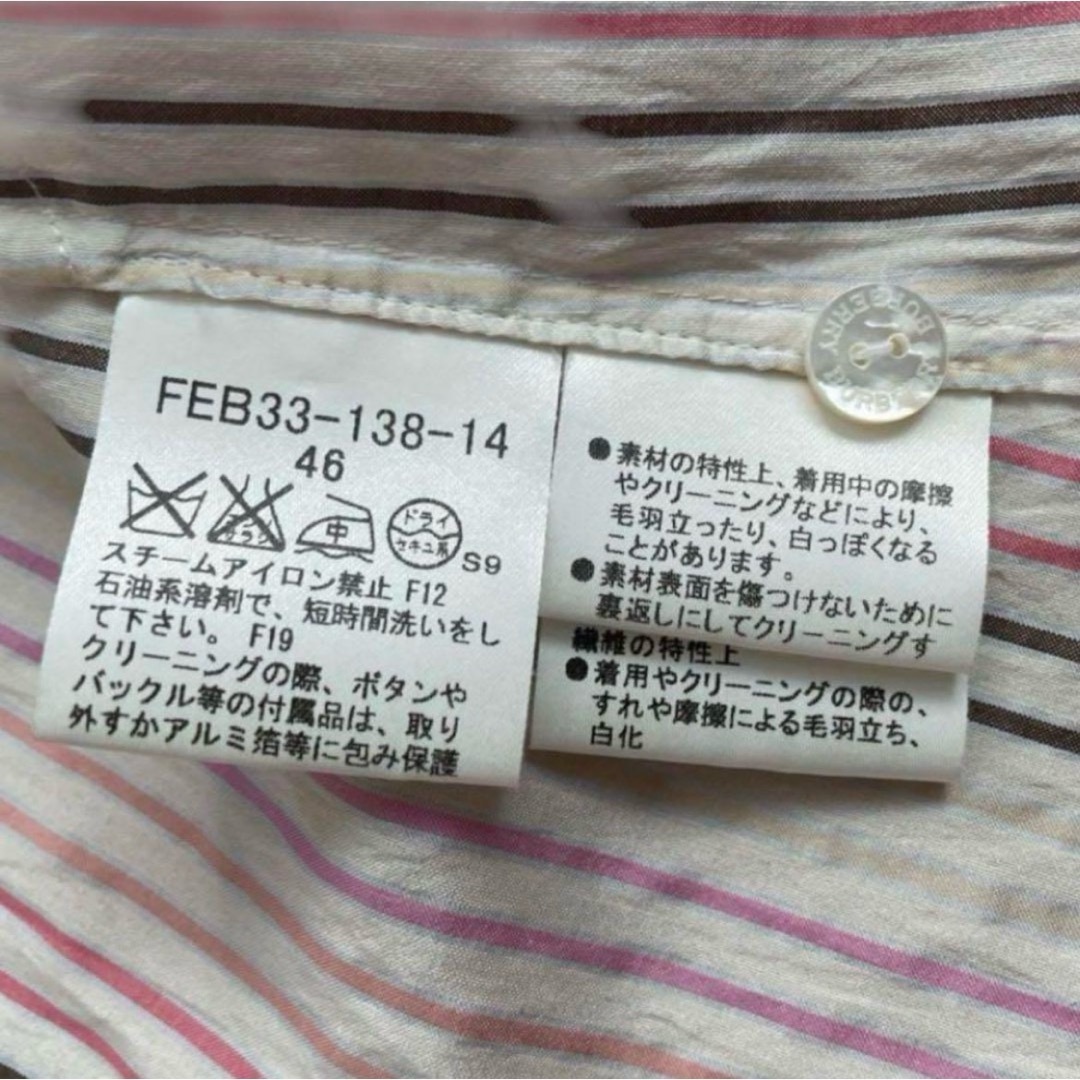 FEB33-138-14
46
エンソ
サラシ
中
ドライ
セキユ系
S9
スチームアイロン禁止 F12
石油系溶剤で、短時間洗いをし
て下さい。 F19
クリーニングの際、ボタンや
バックル等の付属品は、取り
外すかアルミ箔等に包み保護
●素材の特性上、着用中の摩擦
やクリーニングなどにより、
毛羽立ったり、白っぽくなる
ことがあります。
●素材表面を傷つけないために
裏返しにしてクリーニングす
繊維の特性上
●着用やクリーニングの際の、
すれや摩擦による毛羽立ち、
白化
BURBERRY